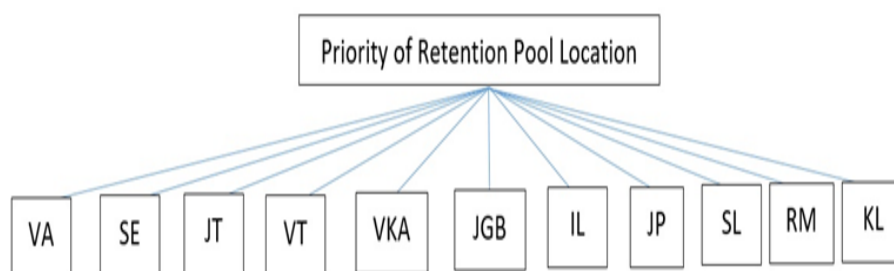 Priority of Retention Pool Location
VA SE JT VT VKA JGB IL JP SL RM KL